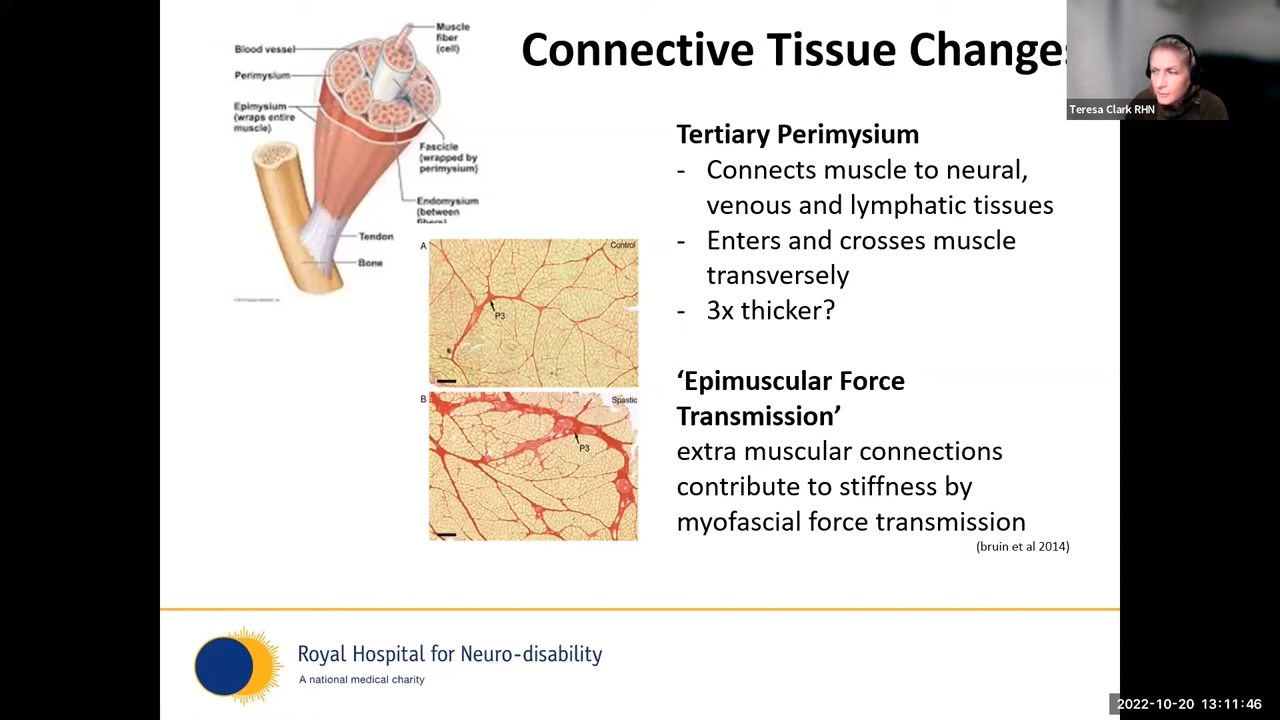 Connective Tissue Change
Teresa Clark RHN
Muscle
fiber
(cell)
Blood vessel
Perimysium
Epimysium
(wraps entire
muscle)
Fascicle
(wrapped by
perimysium)
Endomysium
(between
Tendon
Bone
A
Control
P3
B
Spastic
P3
Tertiary Perimysium
- Connects muscle to neural,
venous and lymphatic tissues
- Enters and crosses muscle
transversely
- 3x thicker?
‘Epimuscular Force
Transmission’
extra muscular connections
contribute to stiffness by
myofascial force transmission
(bruin et al 2014)
Royal Hospital for Neuro-disability
A national medical charity
2022-10-20 13:11:46